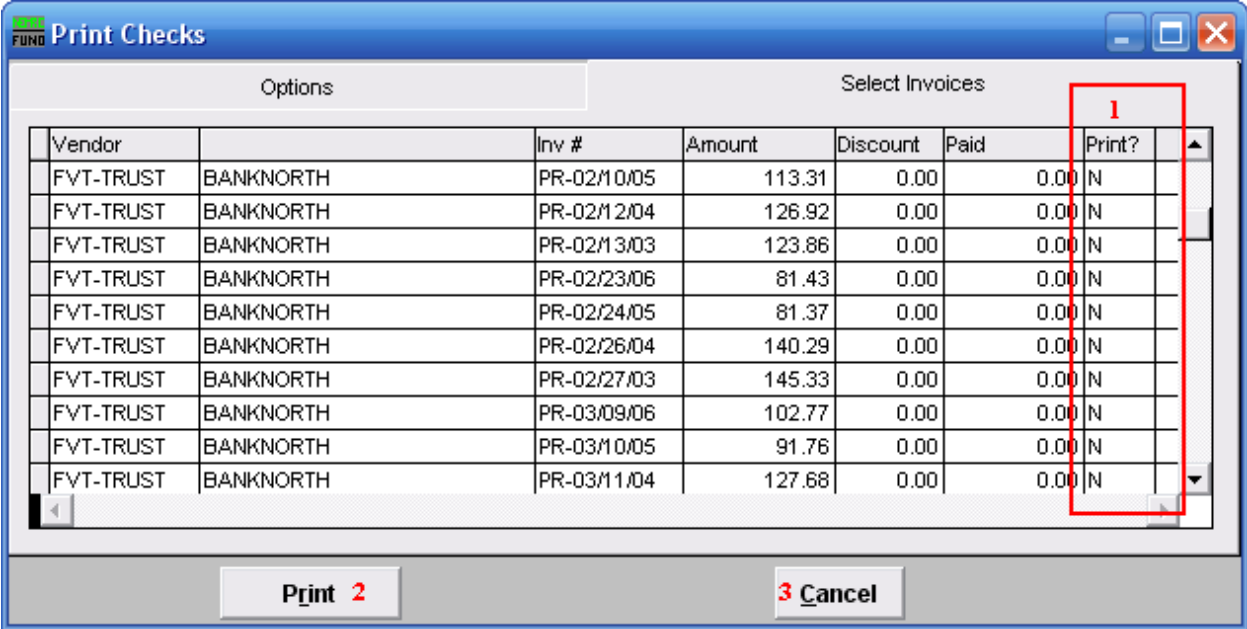 FUND Print Checks
Options Select Invoices
1
Vendor Inv # Amount Discount Paid Print?
FVT-TRUST BANKNORTH PR-02/10/05 113.31 0.00 0.00 N
FVT-TRUST BANKNORTH PR-02/12/04 126.92 0.00 0.00 N
FVT-TRUST BANKNORTH PR-02/13/03 123.86 0.00 0.00 N
FVT-TRUST BANKNORTH PR-02/23/06 81.43 0.00 0.00 N
FVT-TRUST BANKNORTH PR-02/24/05 81.37 0.00 0.00 N
FVT-TRUST BANKNORTH PR-02/26/04 140.29 0.00 0.00 N
FVT-TRUST BANKNORTH PR-02/27/03 145.33 0.00 0.00 N
FVT-TRUST BANKNORTH PR-03/09/06 102.77 0.00 0.00 N
FVT-TRUST BANKNORTH PR-03/10/05 91.76 0.00 0.00 N
FVT-TRUST BANKNORTH PR-03/11/04 127.68 0.00 0.00 N
Print 2 3 Cancel